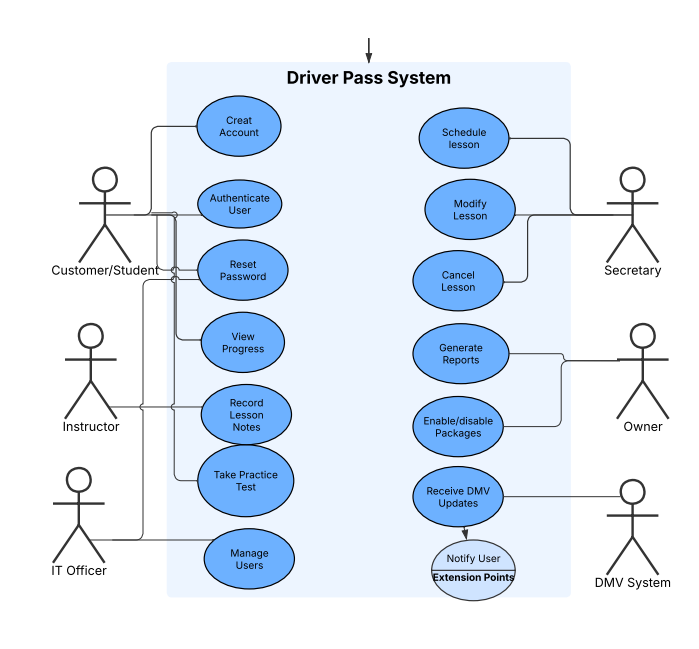 Driver Pass System
Creat
Account
Schedule
lesson
Authenticate
User
Modify
Lesson
Customer/Student
Reset
Password
Cancel
Lesson
Secretary
View
Progress
Generate
Reports
Record
Lesson
Notes
Instructor
Enable/disable
Packages
Owner
Take Practice
Test
Receive DMV
Updates
Manage
Users
IT Officer
Notify User
Extension Points
DMV System